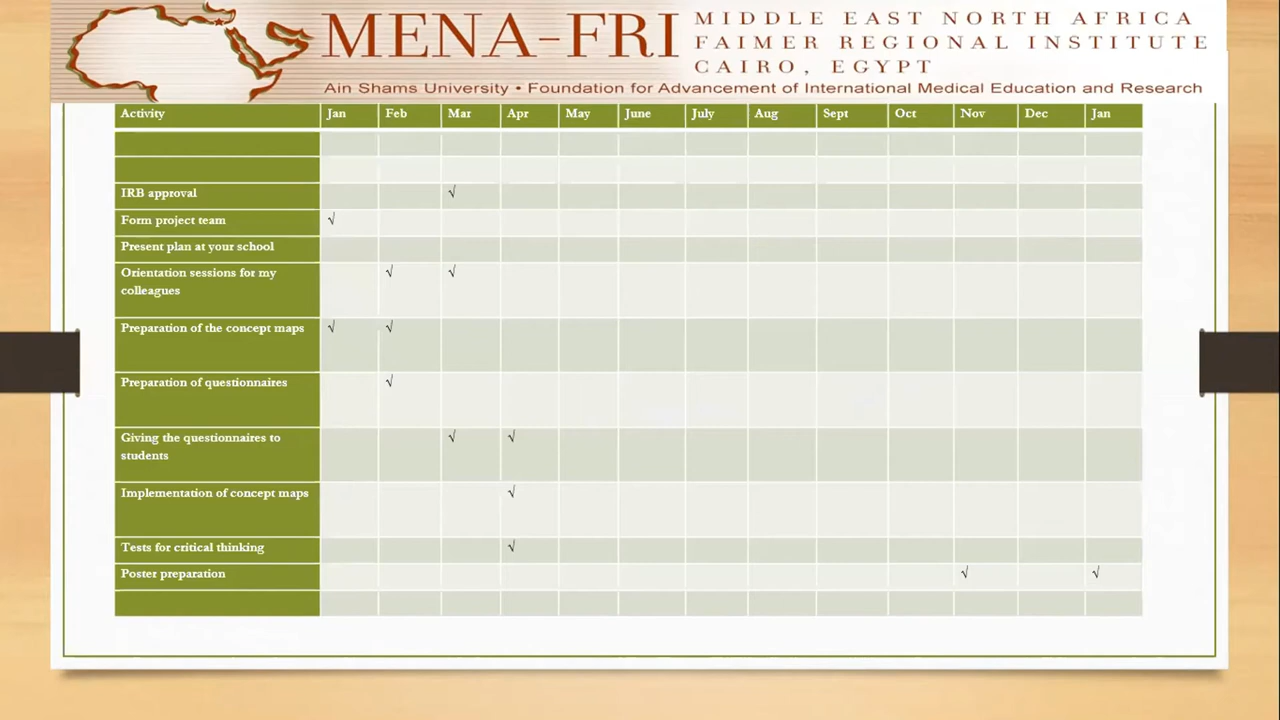 MENA-FRI
MIDDLE EAST NORTH AFRICA
FAIMER REGIONAL INSTITUTE
CAIRO, EGYPT
Ain Shams University • Foundation for Advancement of International Medical Education and Research
Activity Jan Feb Mar Apr May June July Aug Sept Oct Nov Dec Jan
IRB approval √
Form project team √
Present plan at your school
Orientation sessions for my √ √
colleagues
Preparation of the concept maps √ √
Preparation of questionnaires √
Giving the questionnaires to √ √
students
Implementation of concept maps √
Tests for critical thinking √
Poster preparation √ √